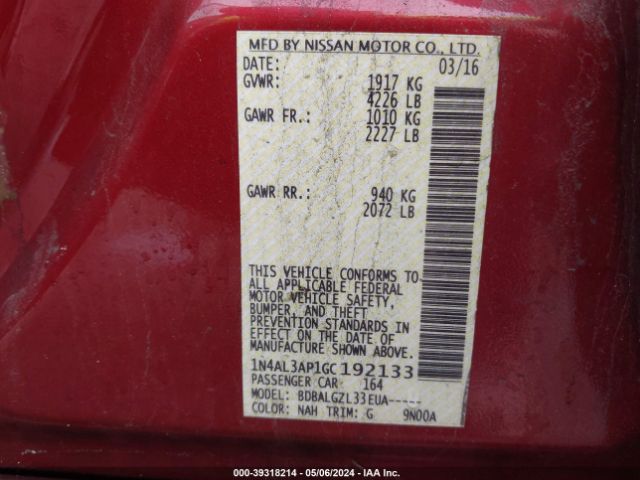 MFD BY NISSAN MOTOR CO., LTD.
DATE: 03/16
GVWR: 1917 KG
4226 LB
GAWR FR.: 1010 KG
2227 LB
GAWR RR.: 940 KG
2072 LB
THIS VEHICLE CONFORMS TO
ALL APPLICABLE FEDERAL
MOTOR VEHICLE SAFETY,
BUMPER, AND THEFT
PREVENTION STANDARDS IN
EFFECT ON THE DATE OF
MANUFACTURE SHOWN ABOVE.
1N4AL3AP1GC192133
PASSENGER CAR 164
MODEL: BDBALGZL33EUA-----
COLOR: NAH TRIM: G 9N00A
000-39318214 - 05/06/2024 - IAA Inc.